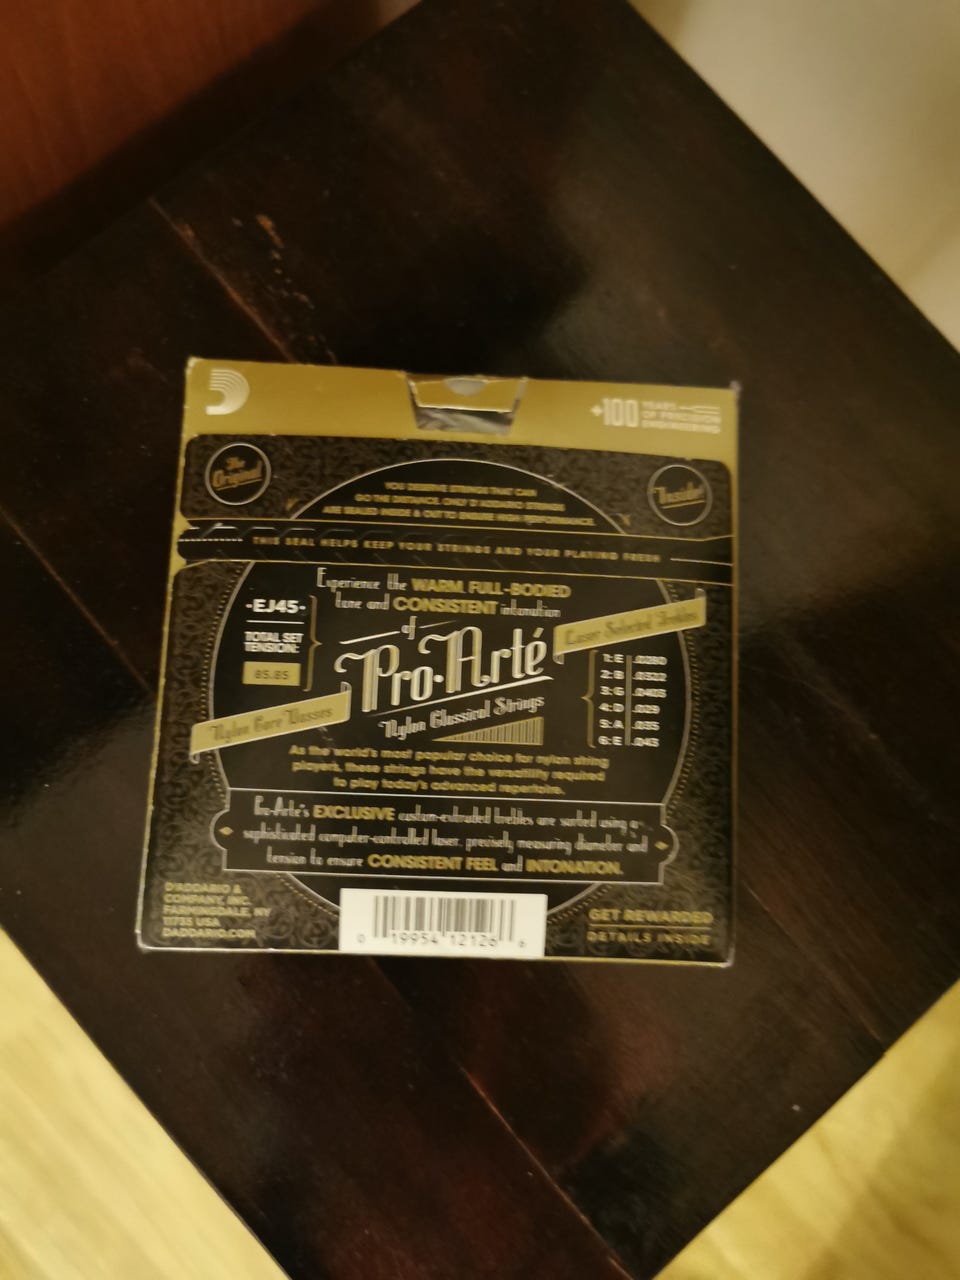 +100 YEARS
OF PRECISION
ENGINEERING
The
Original
Inside!
YOU DESERVE STRINGS THAT CAN
GO THE DISTANCE. ONLY D'ADDARIO STRINGS
ARE SEALED INSIDE & OUT TO ENSURE HIGH PERFORMANCE.
THIS SEAL HELPS KEEP YOUR STRINGS AND YOUR PLAYING FRESH
Experience the WARM, FULL-BODIED
tone and CONSISTENT intonation
of
Pro·Arté
Nylon Classical Strings
·EJ45·
TOTAL SET
TENSION:
85.85
Nylon Core Basses
Laser Selected Trebles
1: E .0280
2: B .0322
3: G .0403
4: D .029
5: A .035
6: E .043
As the world's most popular choice for nylon string
players, these strings have the versatility required
to play today's advanced repertoire.
Pro-Arte's EXCLUSIVE custom-extruded trebles are sorted using a
sophisticated computer-controlled laser, precisely measuring diameter and
tension to ensure CONSISTENT FEEL and INTONATION.
D'ADDARIO &
COMPANY, INC.
FARMINGDALE, NY
11735 USA
DADDARIO.COM
0 19954 12126 6
GET REWARDED
DETAILS INSIDE